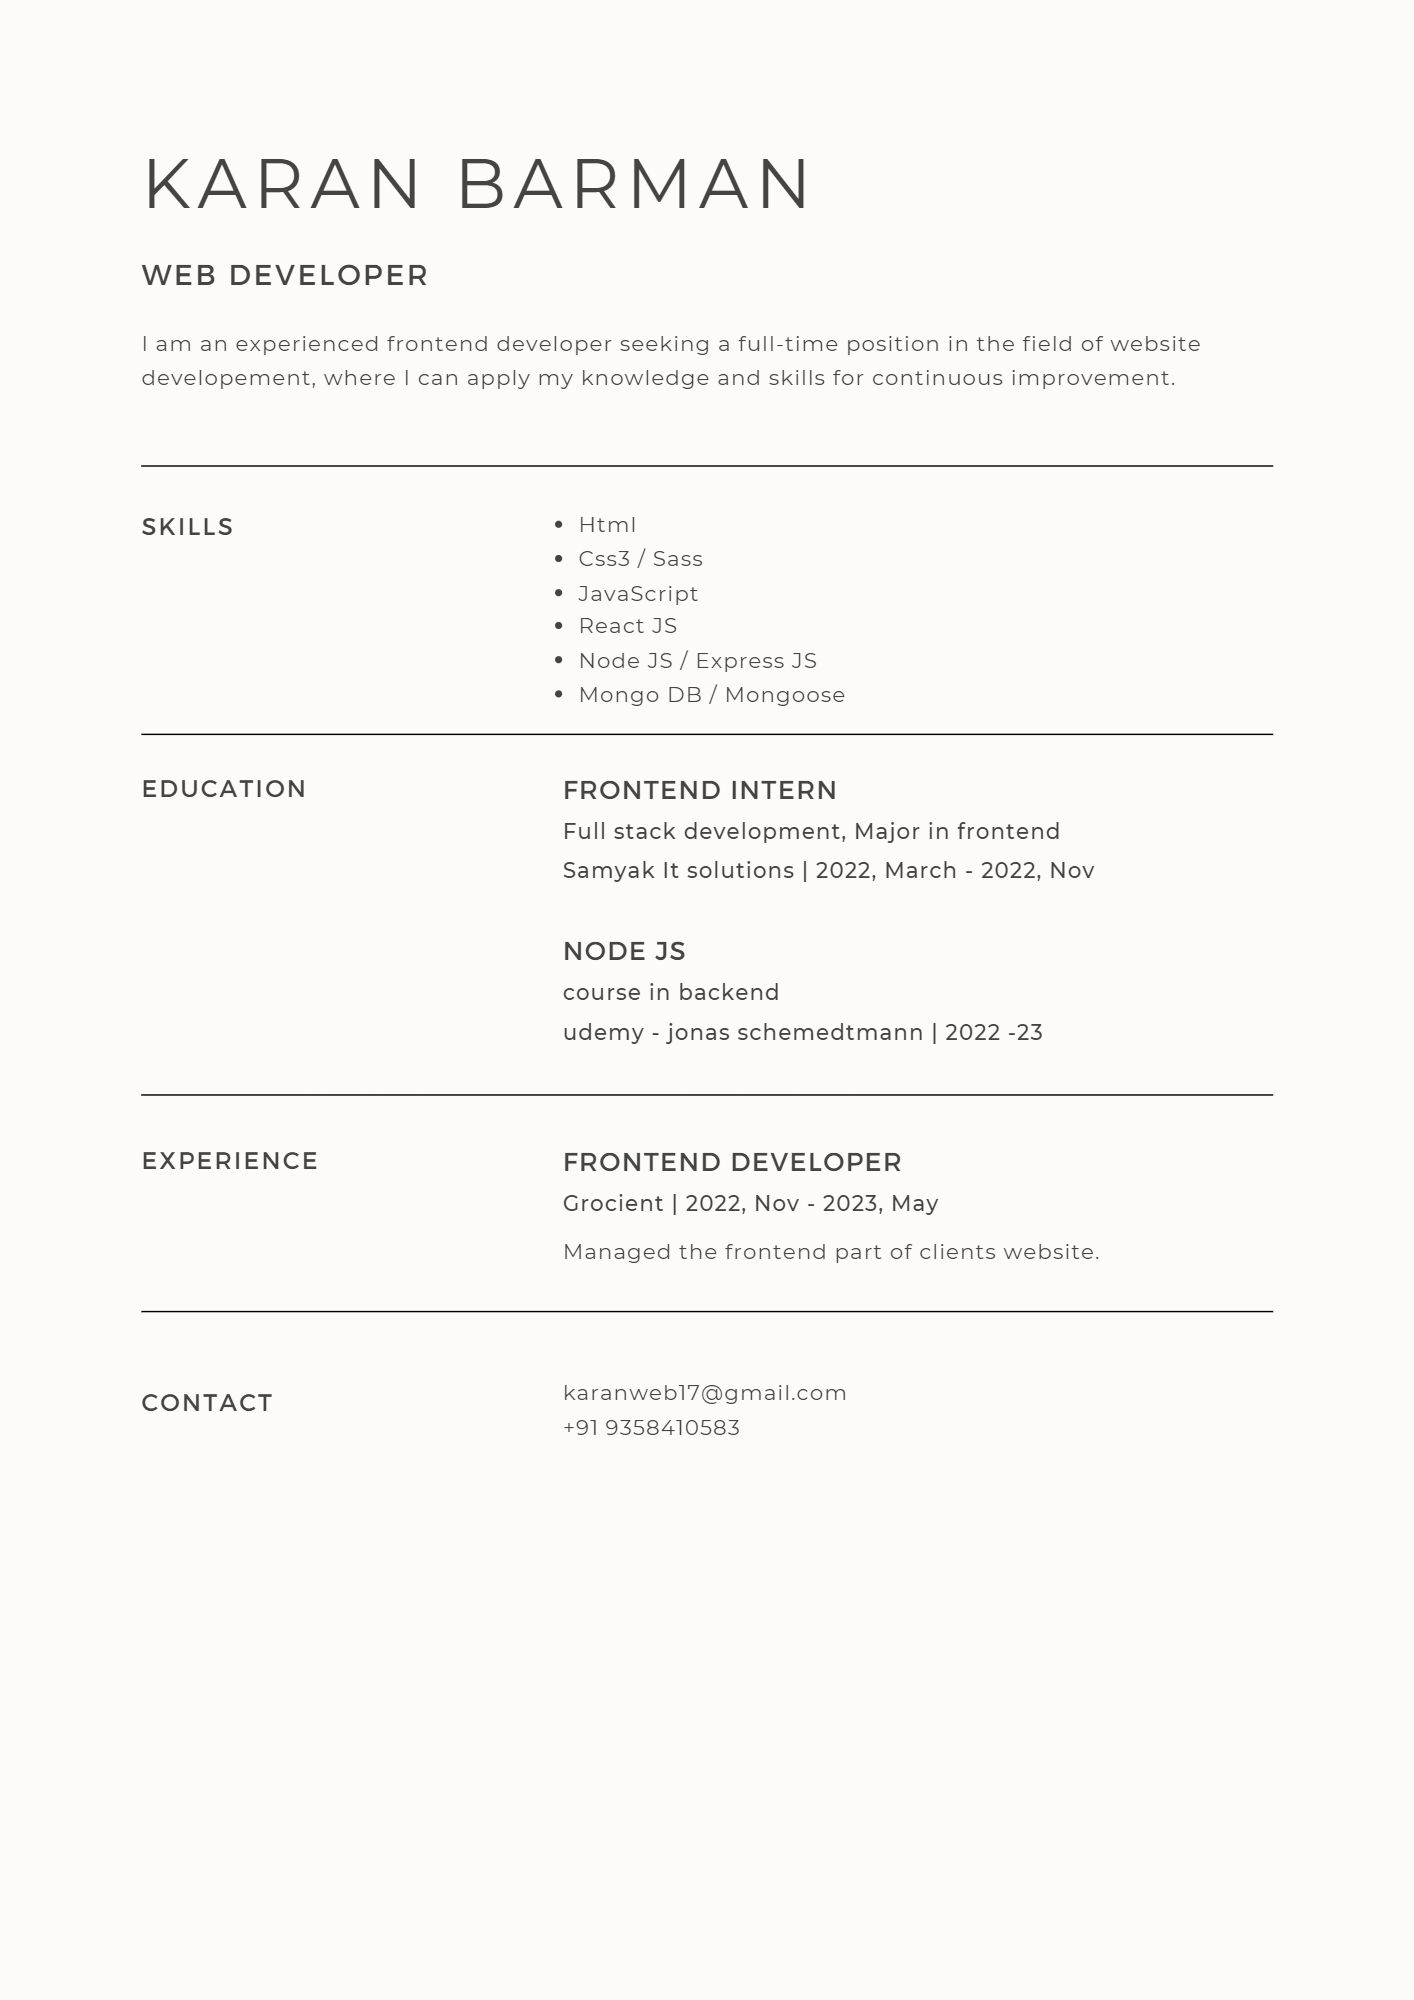 KARAN BARMAN
WEB DEVELOPER
I am an experienced frontend developer seeking a full-time position in the field of website
developement, where I can apply my knowledge and skills for continuous improvement.
SKILLS
• Html
• Css3 / Sass
• JavaScript
• React JS
• Node JS / Express JS
• Mongo DB / Mongoose
EDUCATION
FRONTEND INTERN
Full stack development, Major in frontend
Samyak It solutions | 2022, March - 2022, Nov
NODE JS
course in backend
udemy - jonas schemedtmann | 2022 -23
EXPERIENCE
FRONTEND DEVELOPER
Grocient | 2022, Nov - 2023, May
Managed the frontend part of clients website.
CONTACT
karanweb17@gmail.com
+91 9358410583